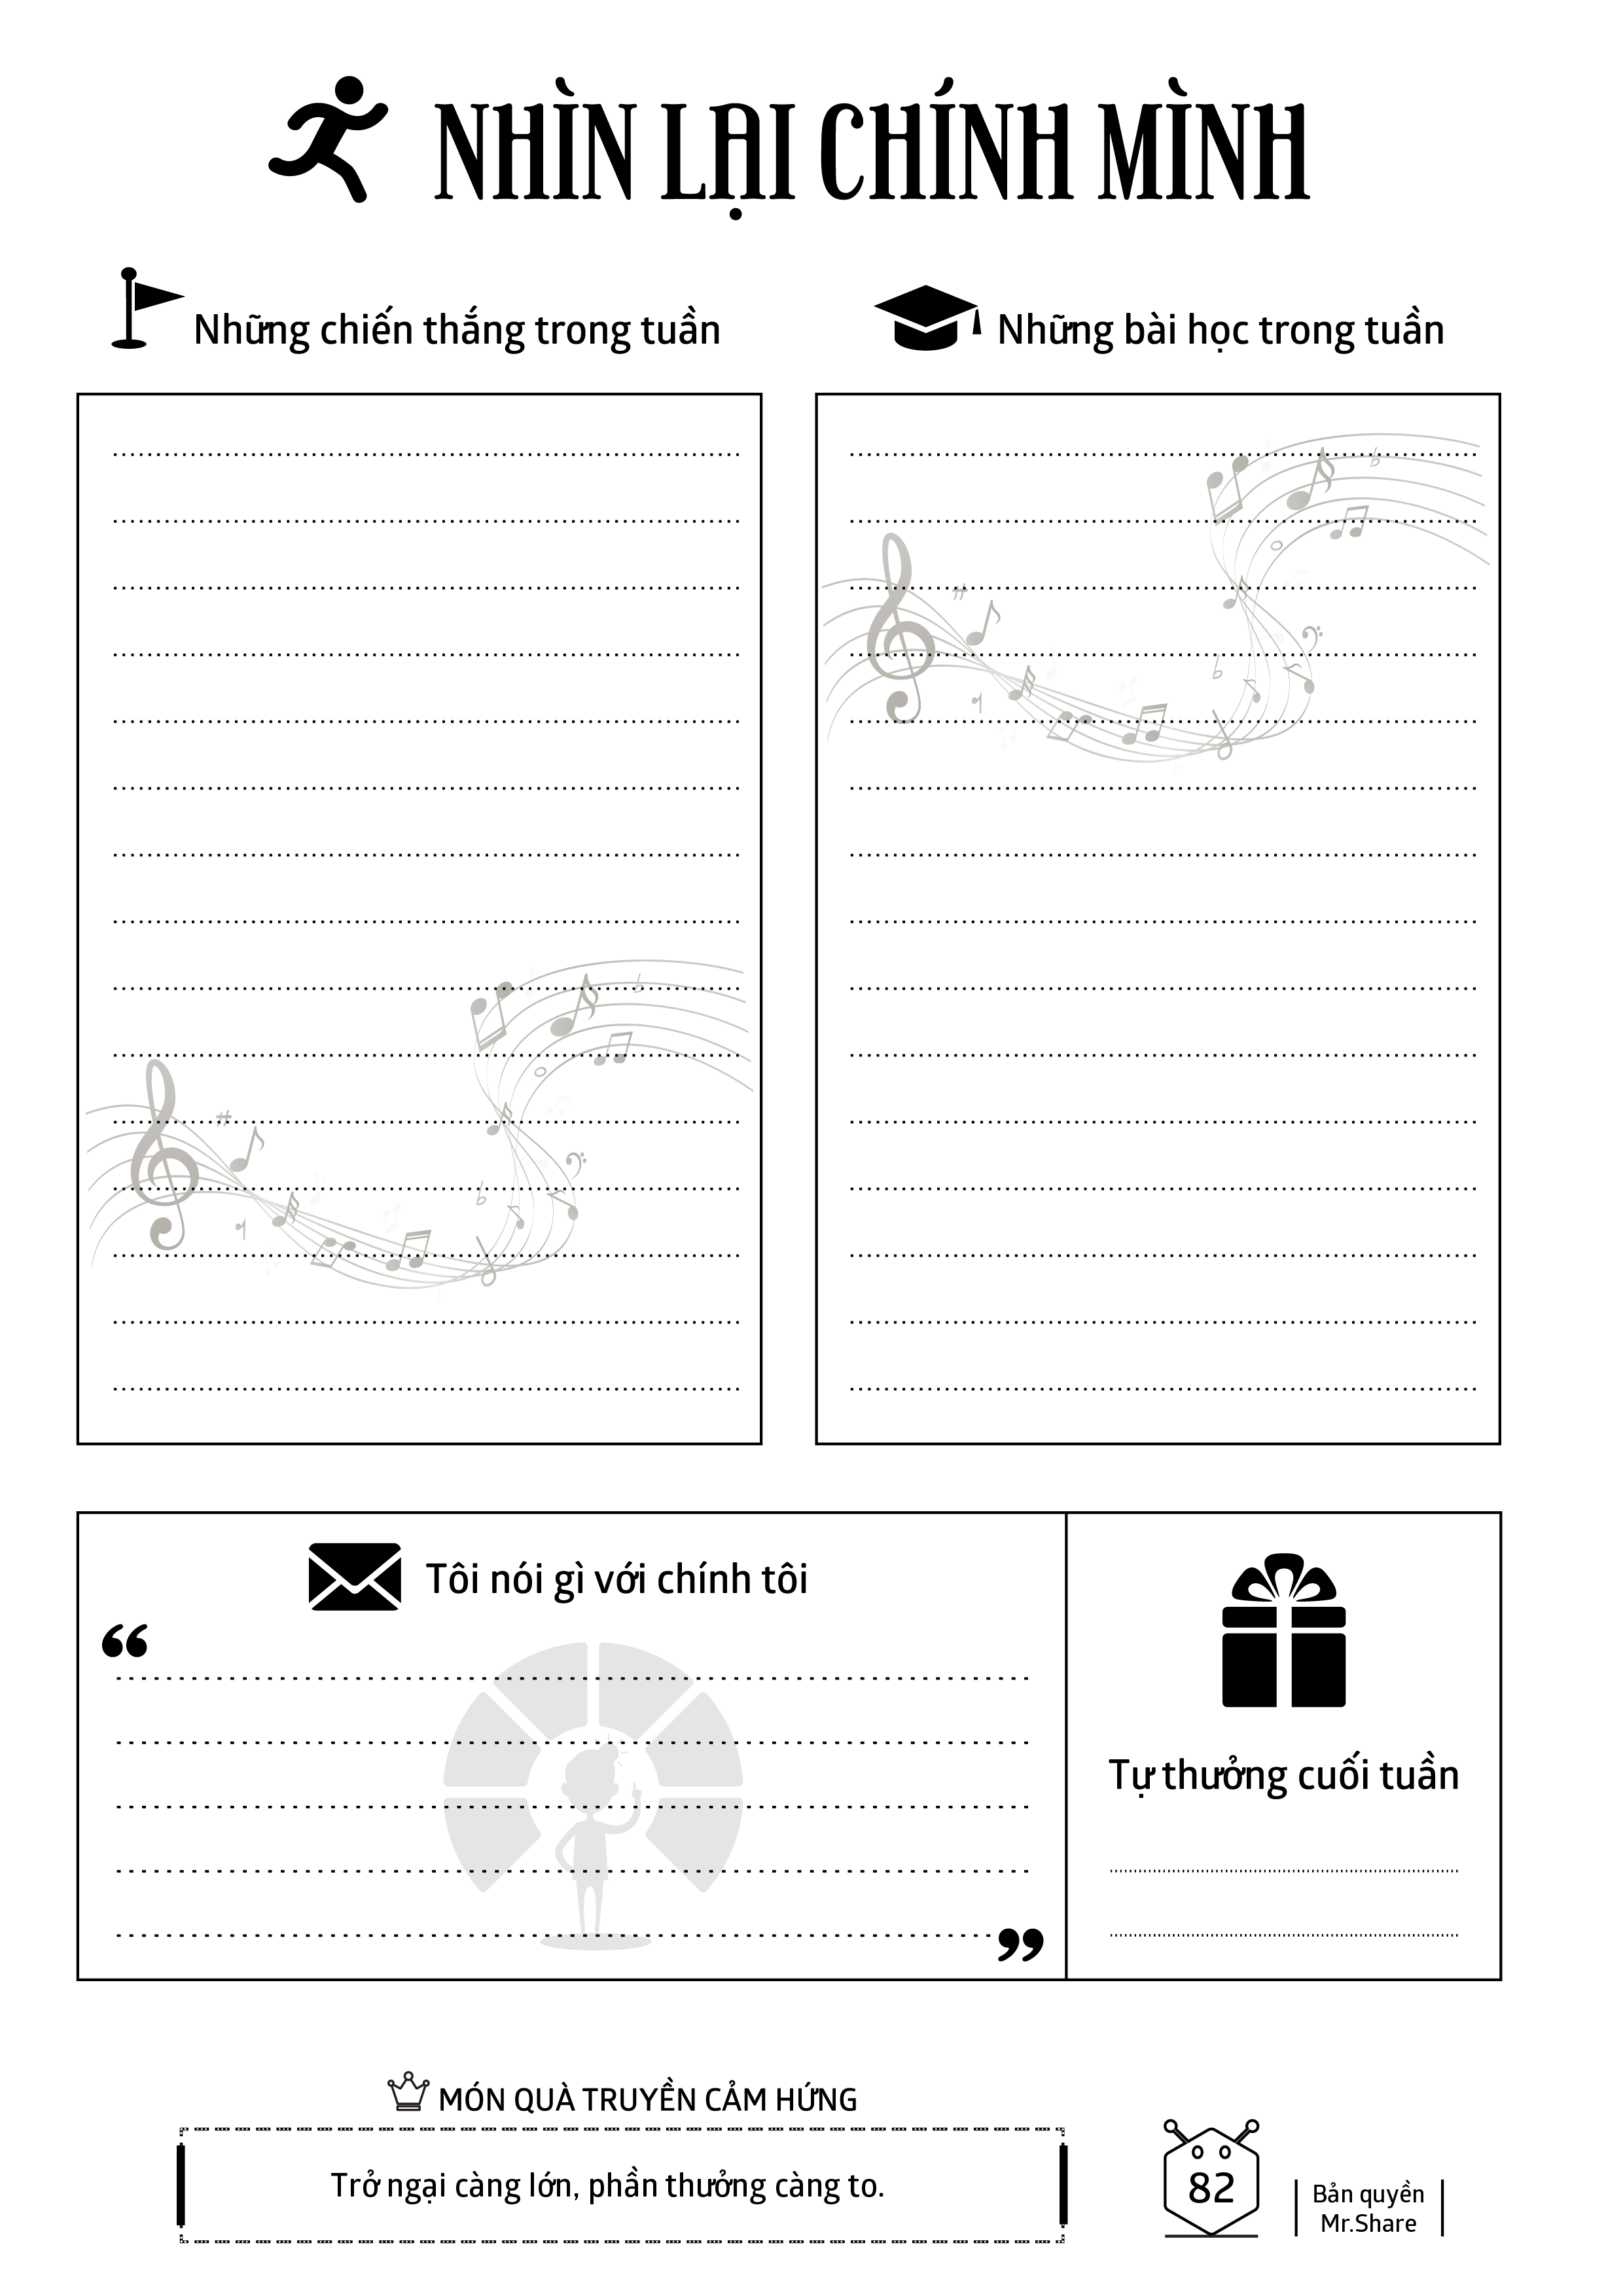 NHÌN LẠI CHÍNH MÌNH
Những chiến thắng trong tuần
Những bài học trong tuần
Tôi nói gì với chính tôi
“
”
Tự thưởng cuối tuần
MÓN QUÀ TRUYỀN CẢM HỨNG
Trở ngại càng lớn, phần thưởng càng to.
82
Bản quyền
Mr.Share